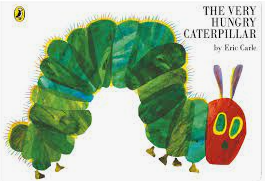 THE VERY
HUNGRY
CATERPILLAR
by Eric Carle